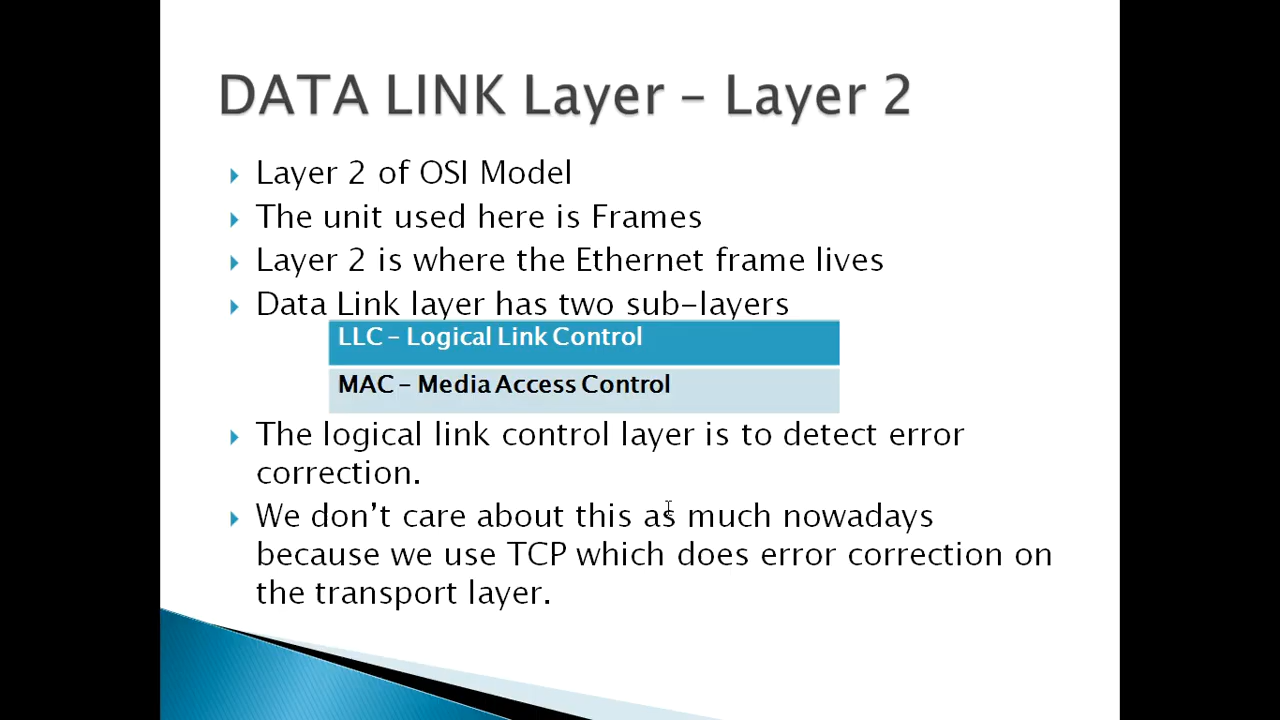 DATA LINK Layer – Layer 2
Layer 2 of OSI Model
The unit used here is Frames
Layer 2 is where the Ethernet frame lives
Data Link layer has two sub-layers
LLC – Logical Link Control
MAC – Media Access Control
The logical link control layer is to detect error
correction.
We don’t care about this as much nowadays
because we use TCP which does error correction on
the transport layer.